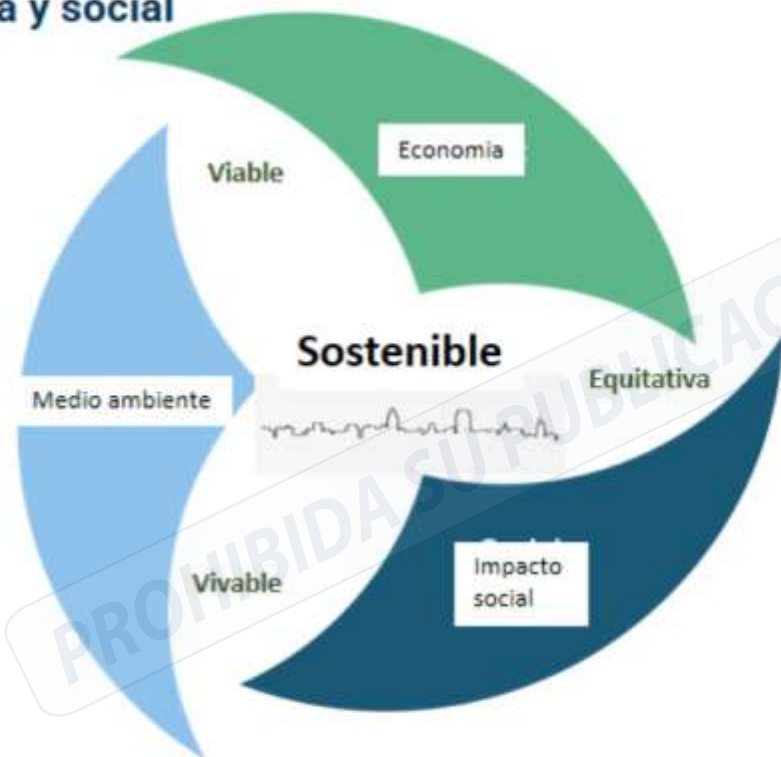 a y social
Viable
Economia
Sostenible
Equitativa
Medio ambiente
Vivable
Impacto
social
PROHIBIDA SU PUBLICAC